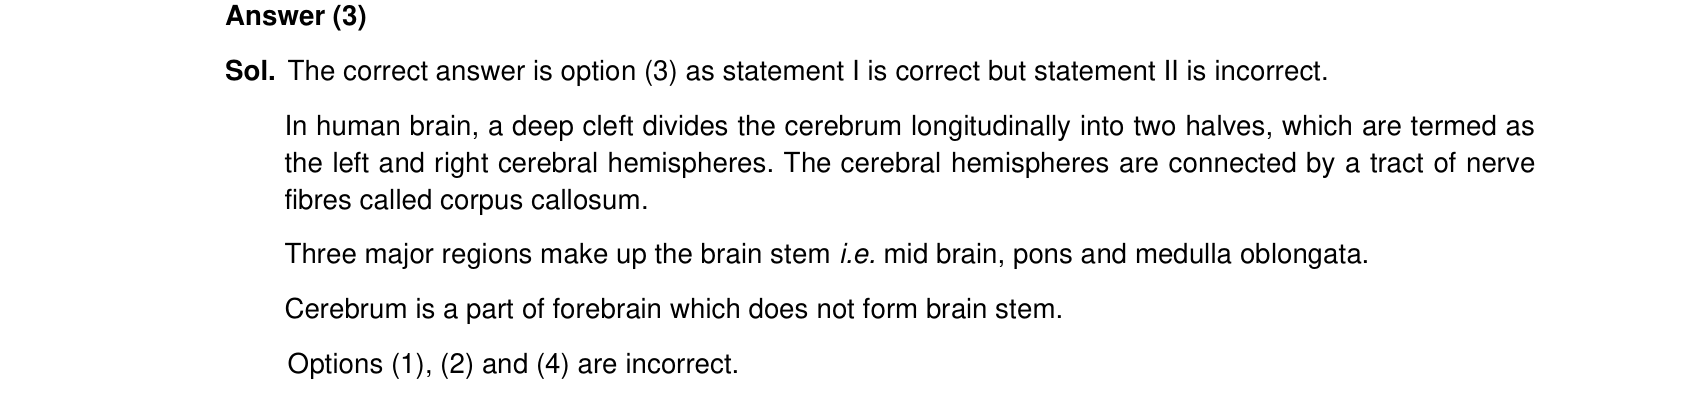 Answer (3)
Sol. The correct answer is option (3) as statement I is correct but statement II is incorrect.
In human brain, a deep cleft divides the cerebrum longitudinally into two halves, which are termed as
the left and right cerebral hemispheres. The cerebral hemispheres are connected by a tract of nerve
fibres called corpus callosum.
Three major regions make up the brain stem i.e. mid brain, pons and medulla oblongata.
Cerebrum is a part of forebrain which does not form brain stem.
Options (1), (2) and (4) are incorrect.